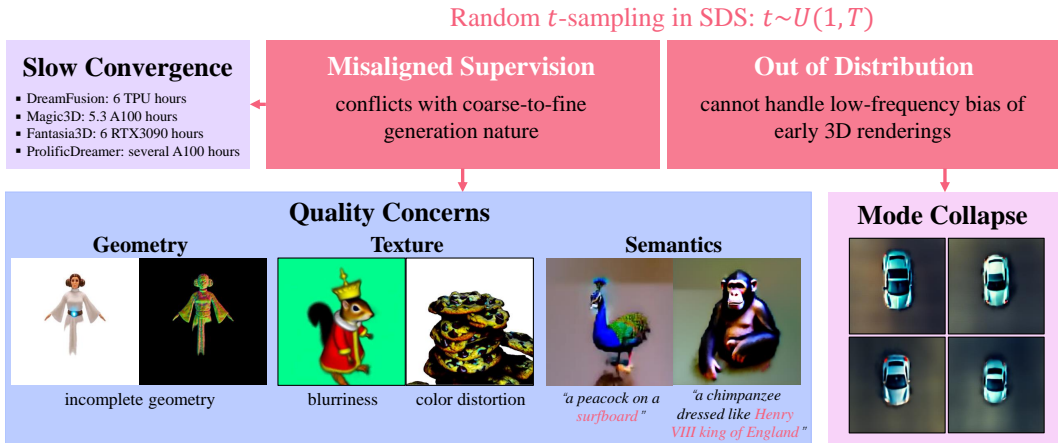 Random t-sampling in SDS: t~U(1,T)
Slow Convergence
▪ DreamFusion: 6 TPU hours
▪ Magic3D: 5.3 A100 hours
▪ Fantasia3D: 6 RTX3090 hours
▪ ProlificDreamer: several A100 hours
Misaligned Supervision
conflicts with coarse-to-fine
generation nature
Out of Distribution
cannot handle low-frequency bias of
early 3D renderings
Quality Concerns
Geometry
incomplete geometry
Texture
blurriness
color distortion
Semantics
"a peacock on a
surfboard"
"a chimpanzee
dressed like Henry
VIII king of England"
Mode Collapse